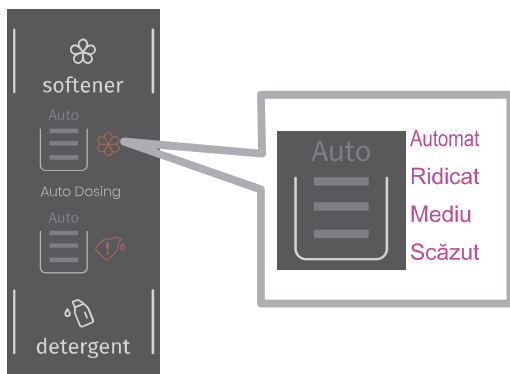 softener
Auto
Auto Dosing
Auto
detergent
Auto
Automat
Ridicat
Mediu
Scăzut